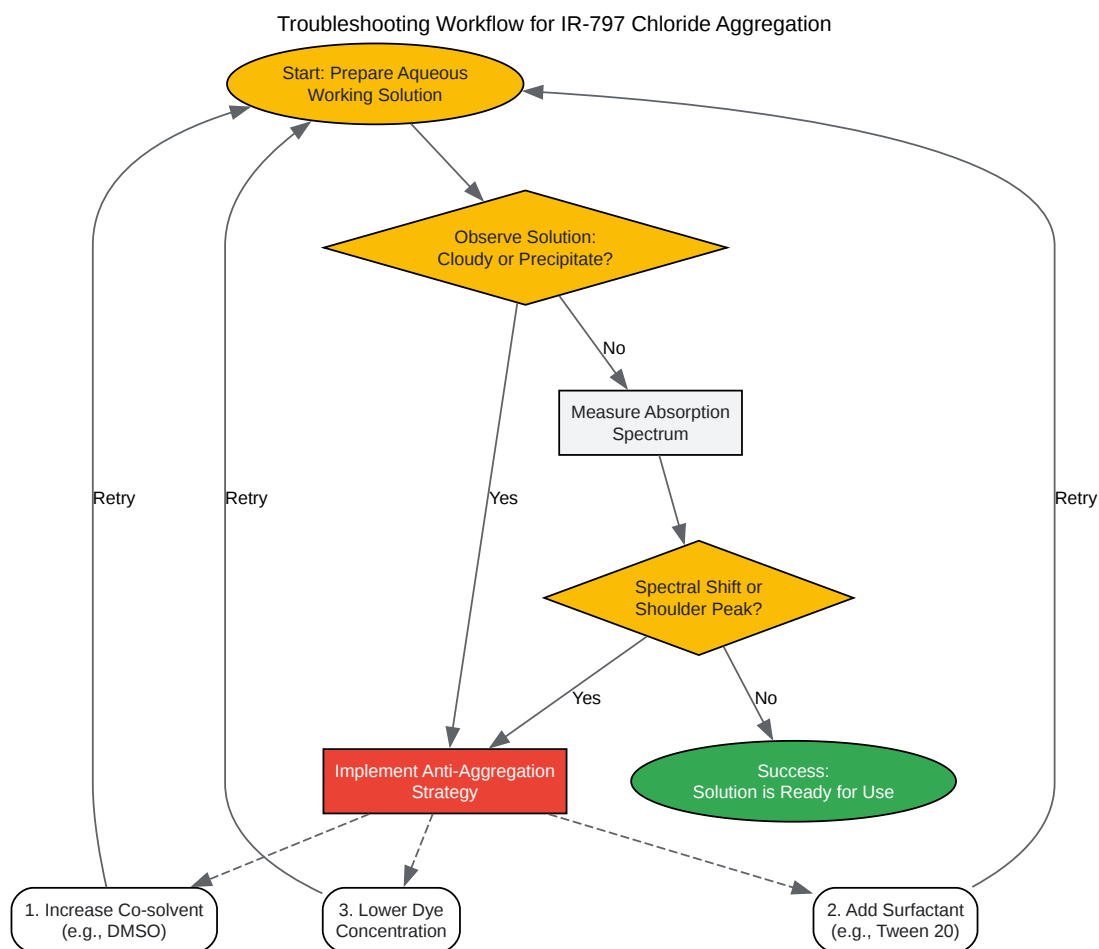 Troubleshooting Workflow for IR-797 Chloride Aggregation
Start: Prepare Aqueous
Working Solution
Observe Solution:
Cloudy or Precipitate?
No
Measure Absorption
Spectrum
Retry
Retry
Yes
Retry
Spectral Shift or
Shoulder Peak?
Yes
No
Implement Anti-Aggregation
Strategy
Success:
Solution is Ready for Use
1. Increase Co-solvent
(e.g., DMSO)
3. Lower Dye
Concentration
2. Add Surfactant
(e.g., Tween 20)